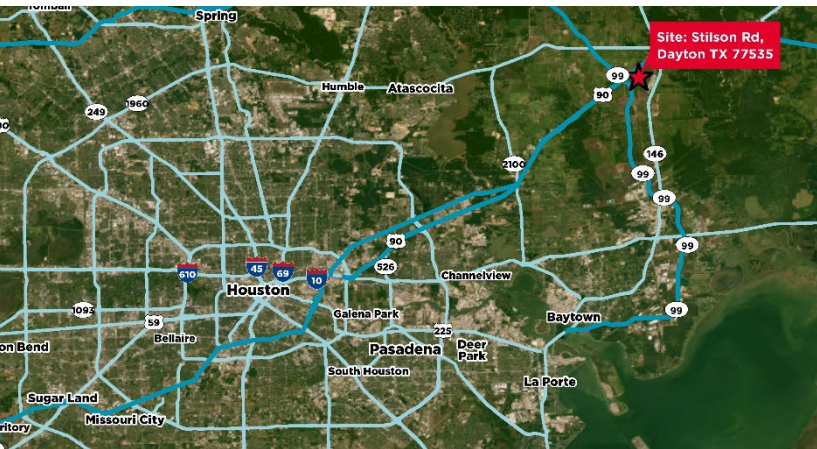 Tomball
Spring
Site: Stilson Rd,
Dayton TX 77535
99
90
Humble
Atascocita
249
1960
2100
146
99
99
90
99
526
610
45
69
10
Channelview
Houston
1093
59
Galena Park
Baytown
99
Bellaire
225
on Bend
Pasadena
Deer
Park
South Houston
La Porte
Sugar Land
Missouri City
ritory